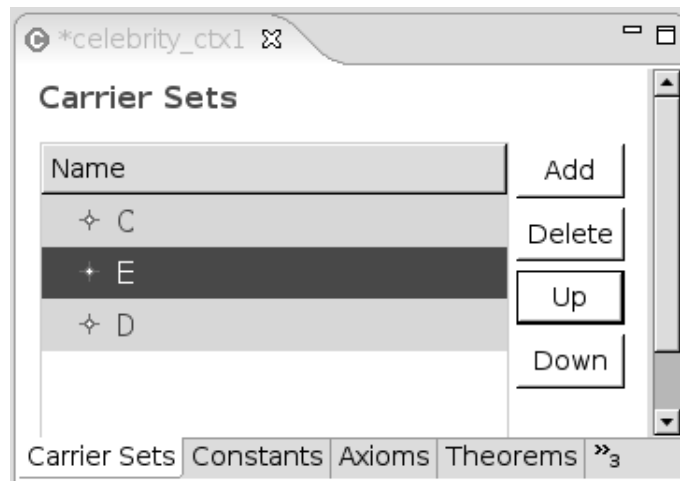 *celebrity_ctx1
Carrier Sets
Name
Add
C
Delete
E
Up
D
Down
Carrier Sets Constants Axioms Theorems »3